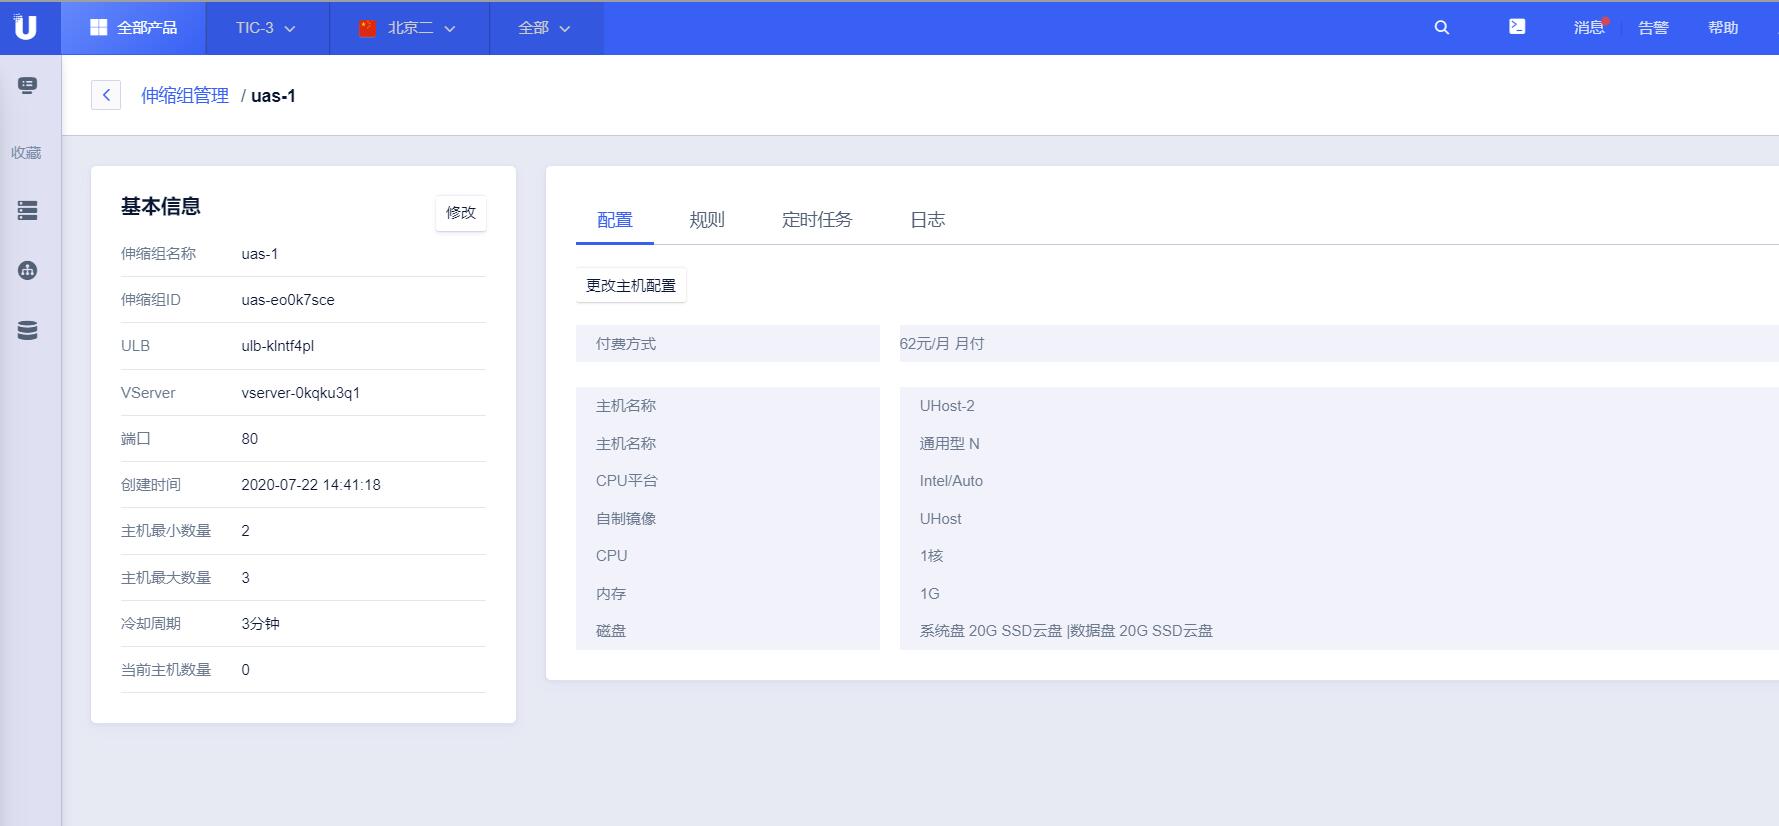 全部产品
TIC-3
北京二
全部
消息
告警
帮助
伸缩组管理 / uas-1
收藏
基本信息
修改
伸缩组名称 uas-1
伸缩组ID uas-eo0k7sce
ULB ulb-klntf4pl
VServer vserver-0kqku3q1
端口 80
创建时间 2020-07-22 14:41:18
主机最小数量 2
主机最大数量 3
冷却周期 3分钟
当前主机数量 0
配置 规则 定时任务 日志
更改主机配置
付费方式 62元/月 月付
主机名称 UHost-2
主机名称 通用型 N
CPU平台 Intel/Auto
自制镜像 UHost
CPU 1核
内存 1G
磁盘 系统盘 20G SSD云盘 |数据盘 20G SSD云盘